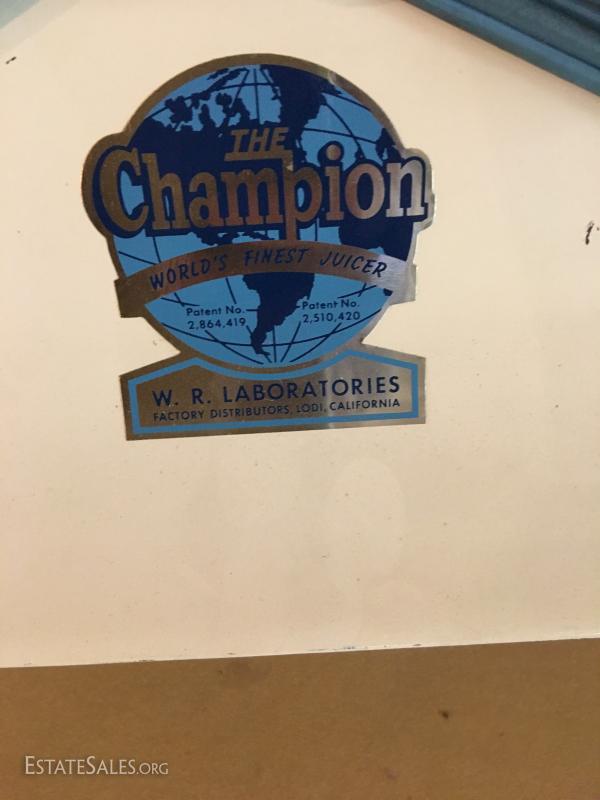 THE
Champion
WORLD'S FINEST JUICER
Patent No. 2,864,419
Patent No. 2,510,420
W. R. LABORATORIES
FACTORY DISTRIBUTORS, LODI, CALIFORNIA
ESTATESALES.ORG